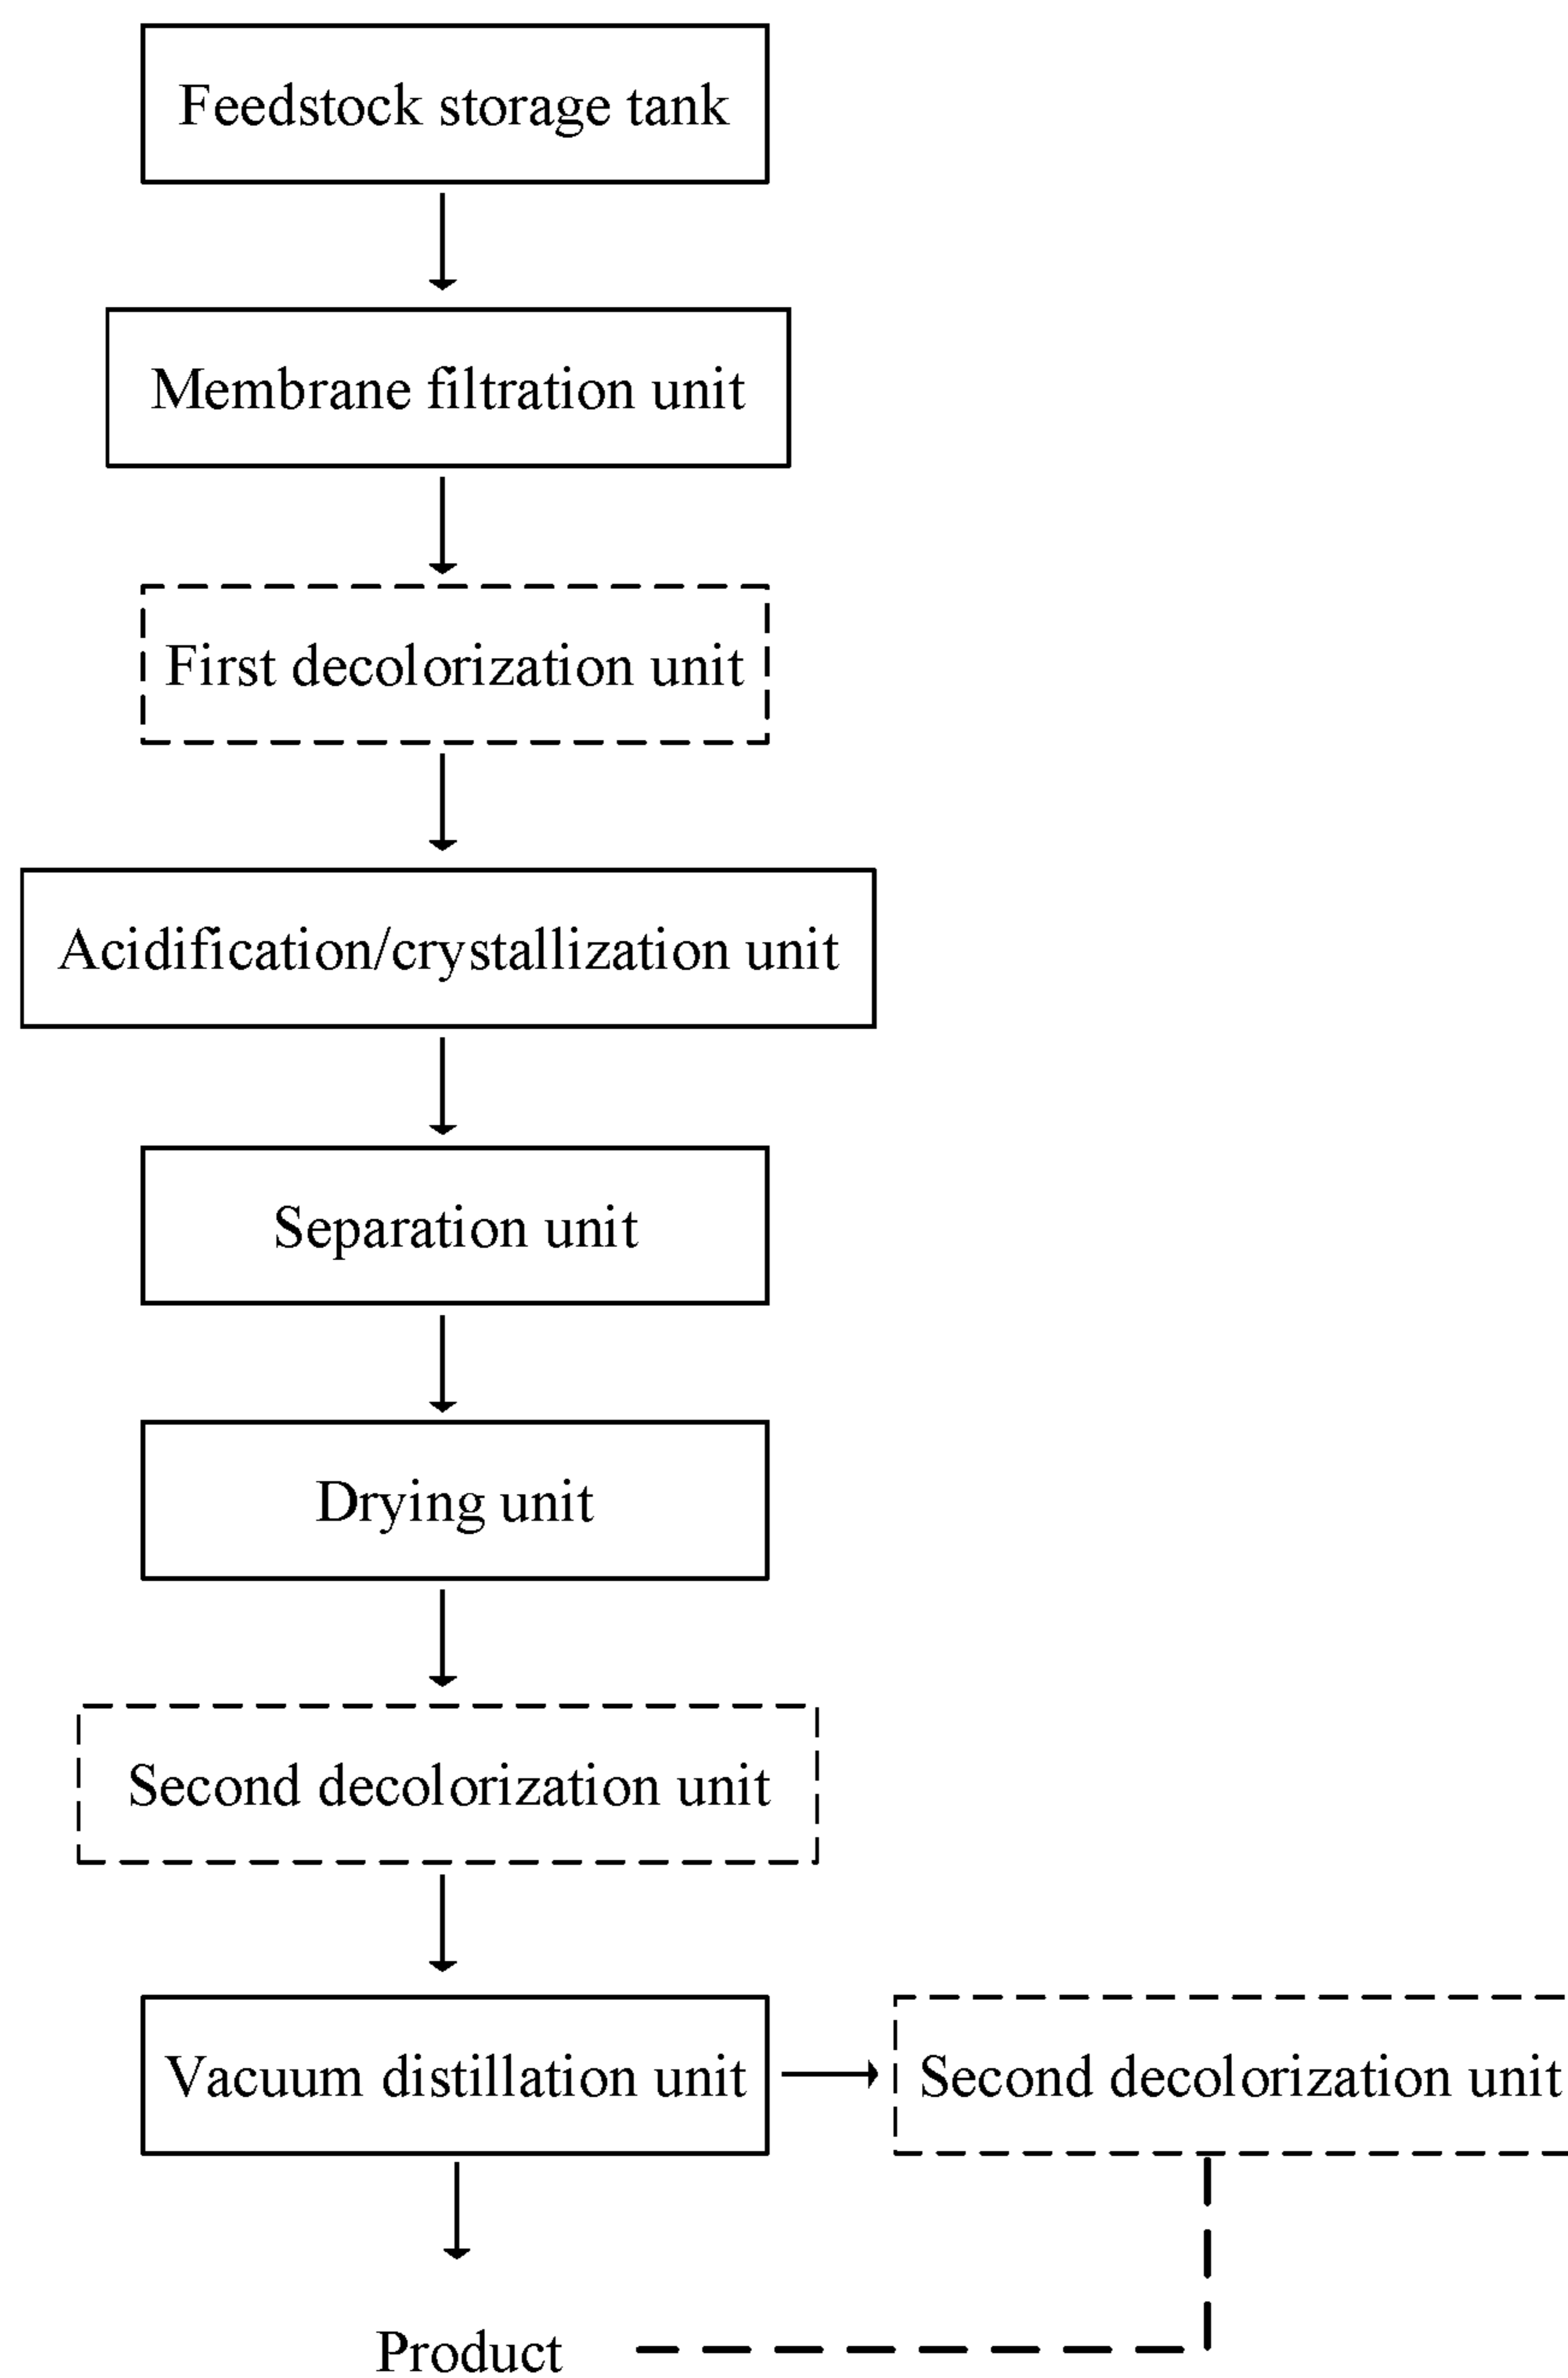 Feedstock storage tank
Membrane filtration unit
First decolorization unit
Acidification/crystallization unit
Separation unit
Drying unit
Second decolorization unit
Vacuum distillation unit
Second decolorization unit
Product